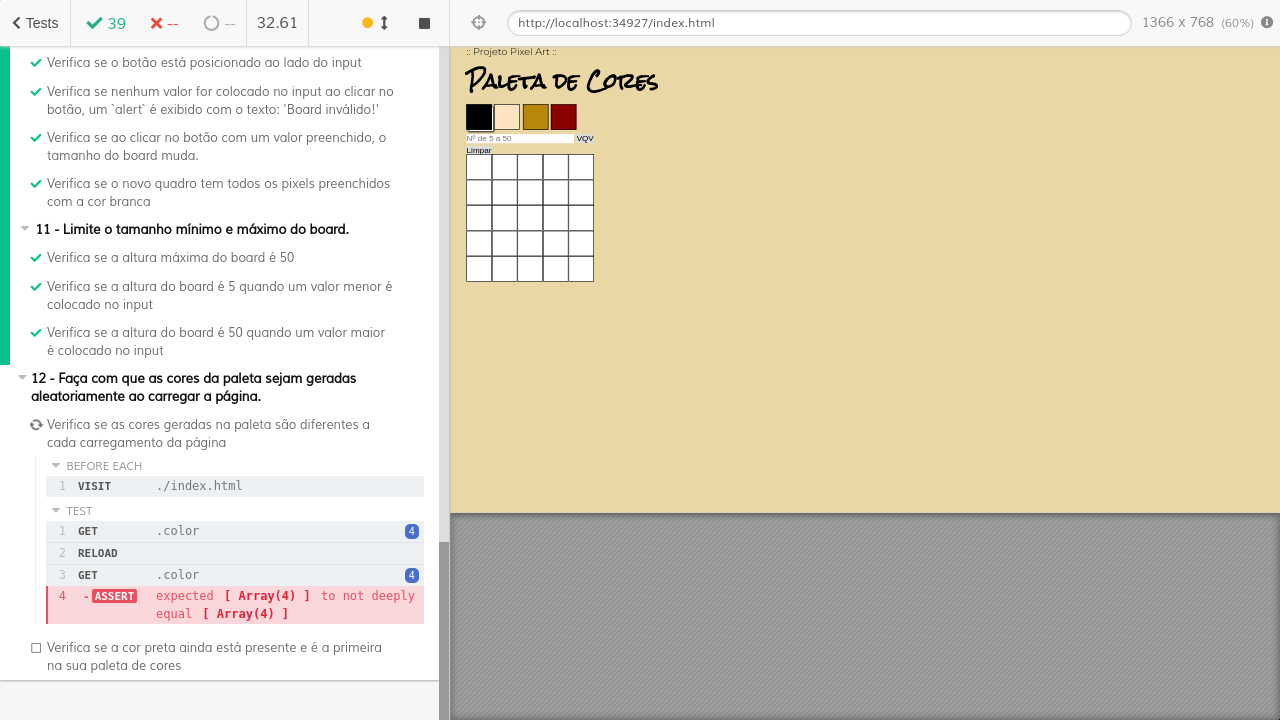 Tests
39
--
--
32.61
http://localhost:34927/index.html
1366 x 768 (60%)
Verifica se o botão está posicionado ao lado do input
Verifica se nenhum valor for colocado no input ao clicar no
botão, um `alert` é exibido com o texto: 'Board inválido!'
Verifica se ao clicar no botão com um valor preenchido, o
tamanho do board muda.
Verifica se o novo quadro tem todos os pixels preenchidos
com a cor branca
11 - Limite o tamanho mínimo e máximo do board.
Verifica se a altura máxima do board é 50
Verifica se a altura do board é 5 quando um valor menor é
colocado no input
Verifica se a altura do board é 50 quando um valor maior
é colocado no input
12 - Faça com que as cores da paleta sejam geradas
aleatoriamente ao carregar a página.
Verifica se as cores geradas na paleta são diferentes a
cada carregamento da página
BEFORE EACH
1 VISIT ./index.html
TEST
1 GET .color 4
2 RELOAD
3 GET .color 4
4 -ASSERT expected [ Array(4) ] to not deeply
equal [ Array(4) ]
Verifica se a cor preta ainda está presente e é a primeira
na sua paleta de cores
:: Projeto Pixel Art ::
Paleta de Cores
Nº de 5 a 50 VQV
Limpar